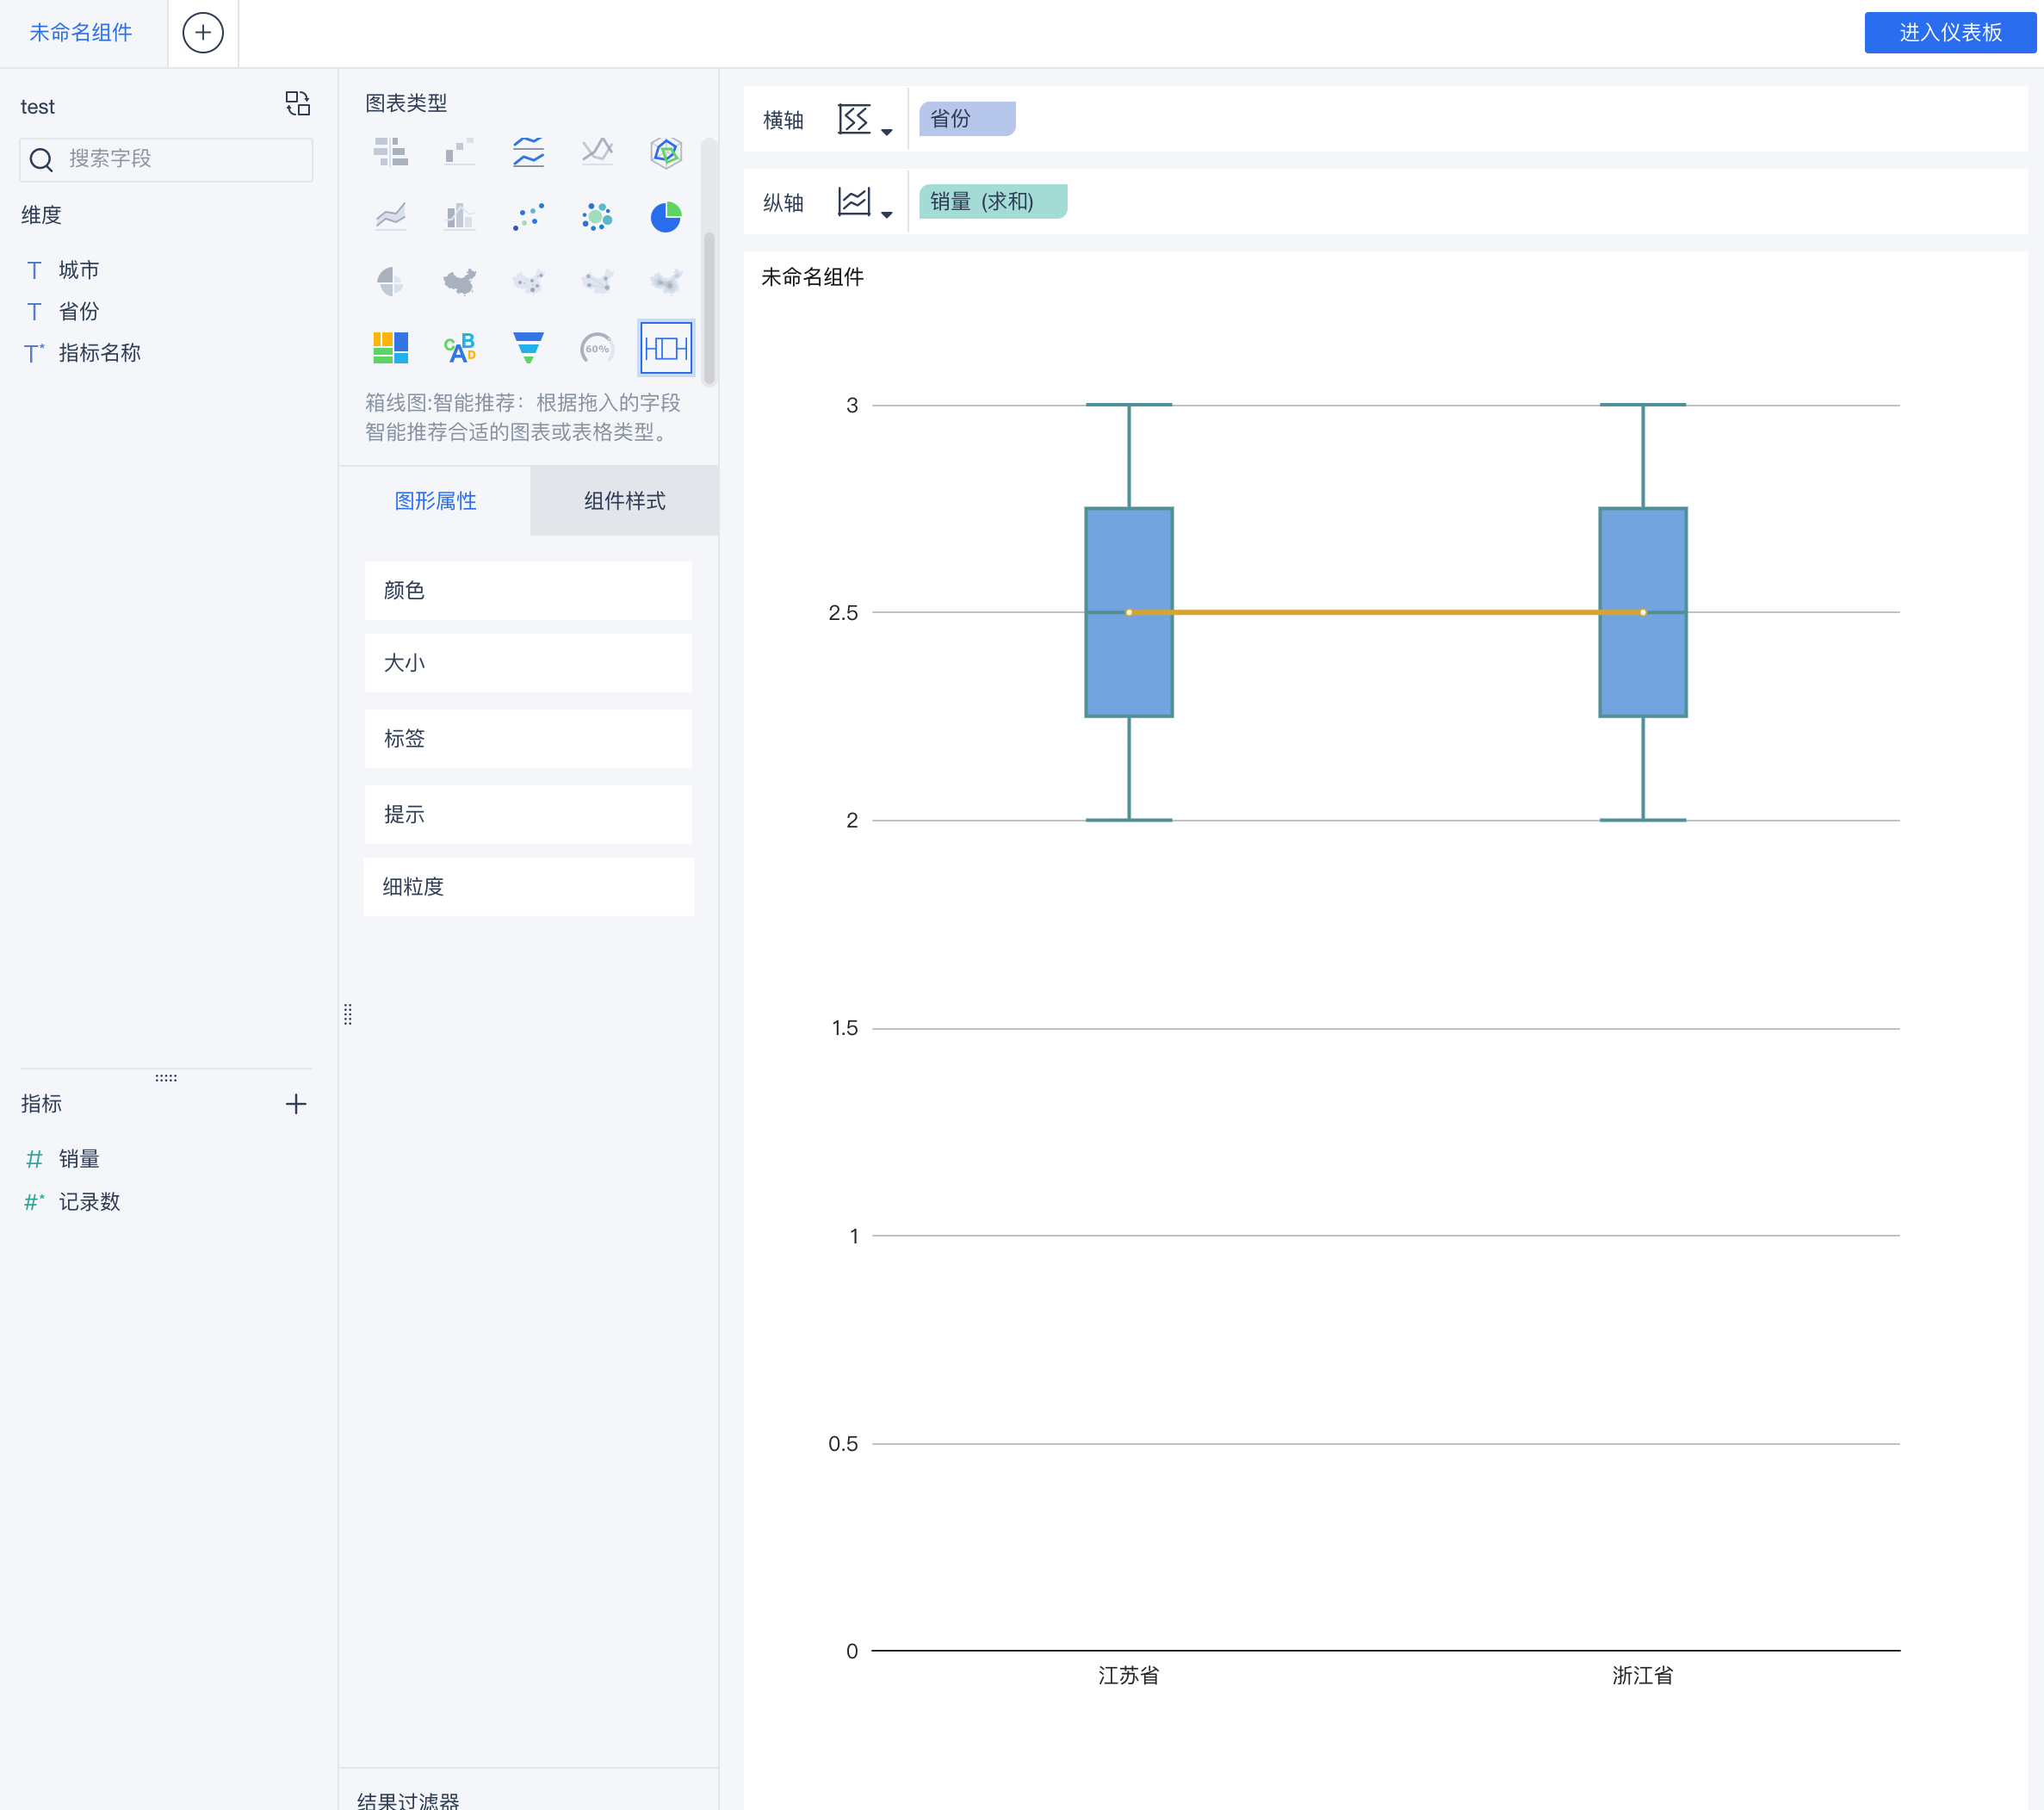 未命名组件
进入仪表板
test
搜索字段
维度
T 城市
T 省份
T* 指标名称
指标
# 销量
#* 记录数
图表类型
CABD
60%
箱线图:智能推荐：根据拖入的字段
智能推荐合适的图表或表格类型。
图形属性
组件样式
颜色
大小
标签
提示
细粒度
结果过滤器
横轴
省份
纵轴
销量 (求和)
未命名组件
3
2.5
2
1.5
1
0.5
0
江苏省
浙江省